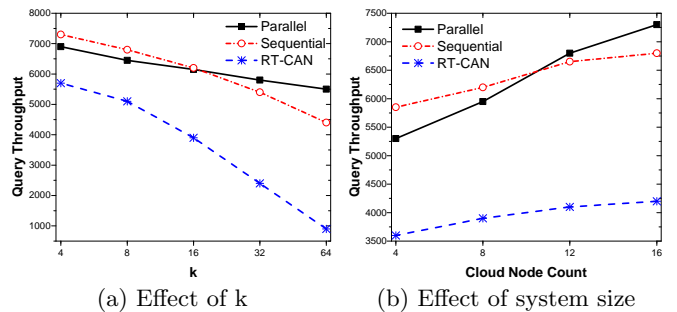 8000
7000
6000
5000
4000
3000
2000
1000
4 8 16 32 64
Query Throughput
k
Parallel
Sequential
RT-CAN
(a) Effect of k
7500
7000
6500
6000
5500
5000
4500
4000
3500
4 8 12 16
Query Throughput
Cloud Node Count
Parallel
Sequential
RT-CAN
(b) Effect of system size